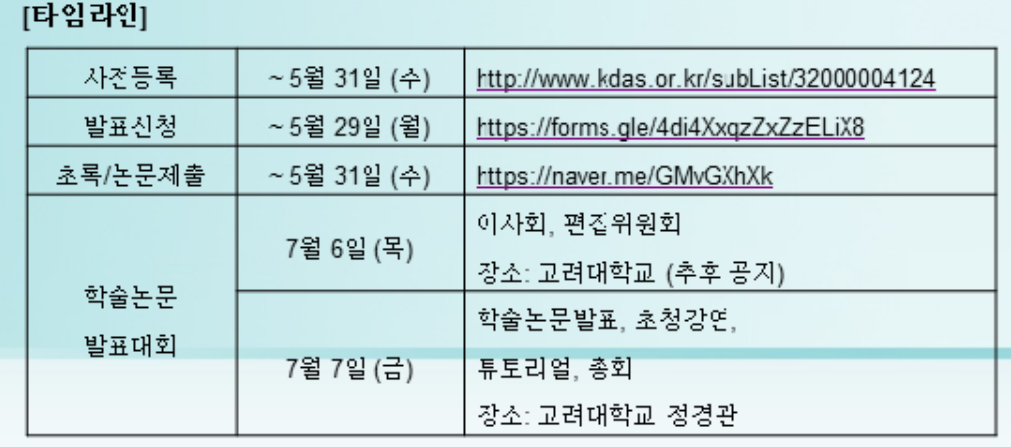 [타임라인]
사전등록 ~ 5월 31일 (수) http://www.kdas.or.kr/subList/32000004124
발표신청 ~ 5월 29일 (월) https://forms.gle/4di4XxqzZxZzELiX8
초록/논문제출 ~ 5월 31일 (수) https://naver.me/GMvGXhXk
학술논문
발표대회
7월 6일 (목)
이사회, 편집위원회
장소: 고려대학교 (추후 공지)
7월 7일 (금)
학술논문발표, 초청강연,
튜토리얼, 총회
장소: 고려대학교 정경관